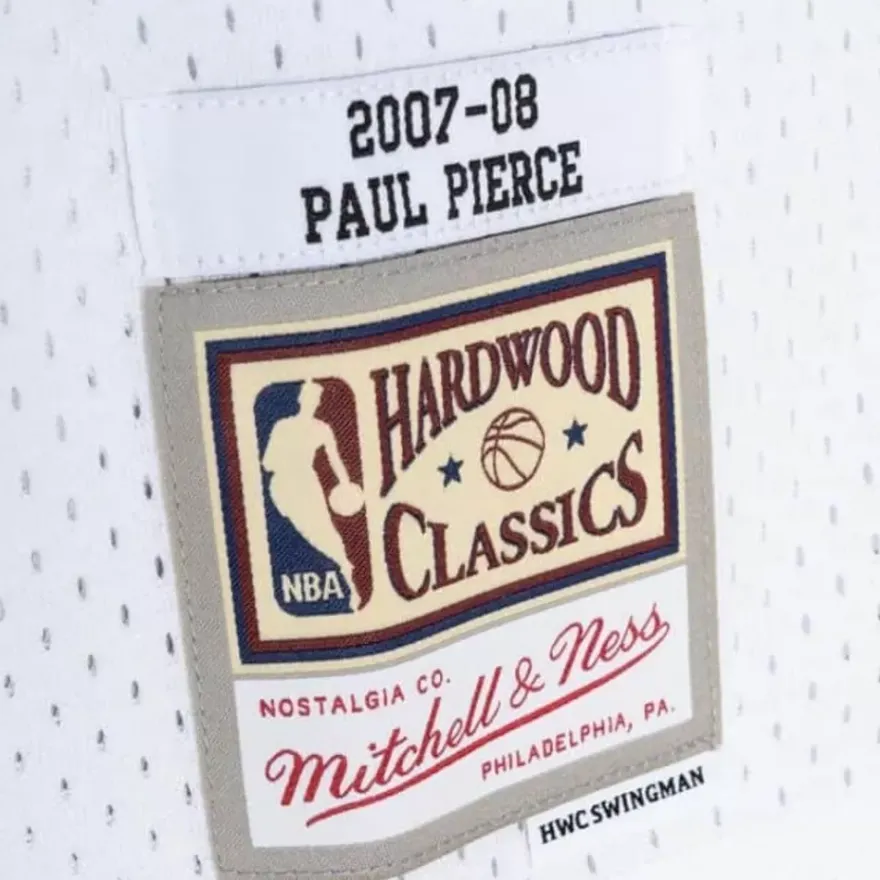 2007-08
PAUL PIERCE
HARDWOOD
CLASSICS
NBA
NOSTALGIA CO.
Mitchell & Ness
PHILADELPHIA, PA.
HWC SWINGMAN